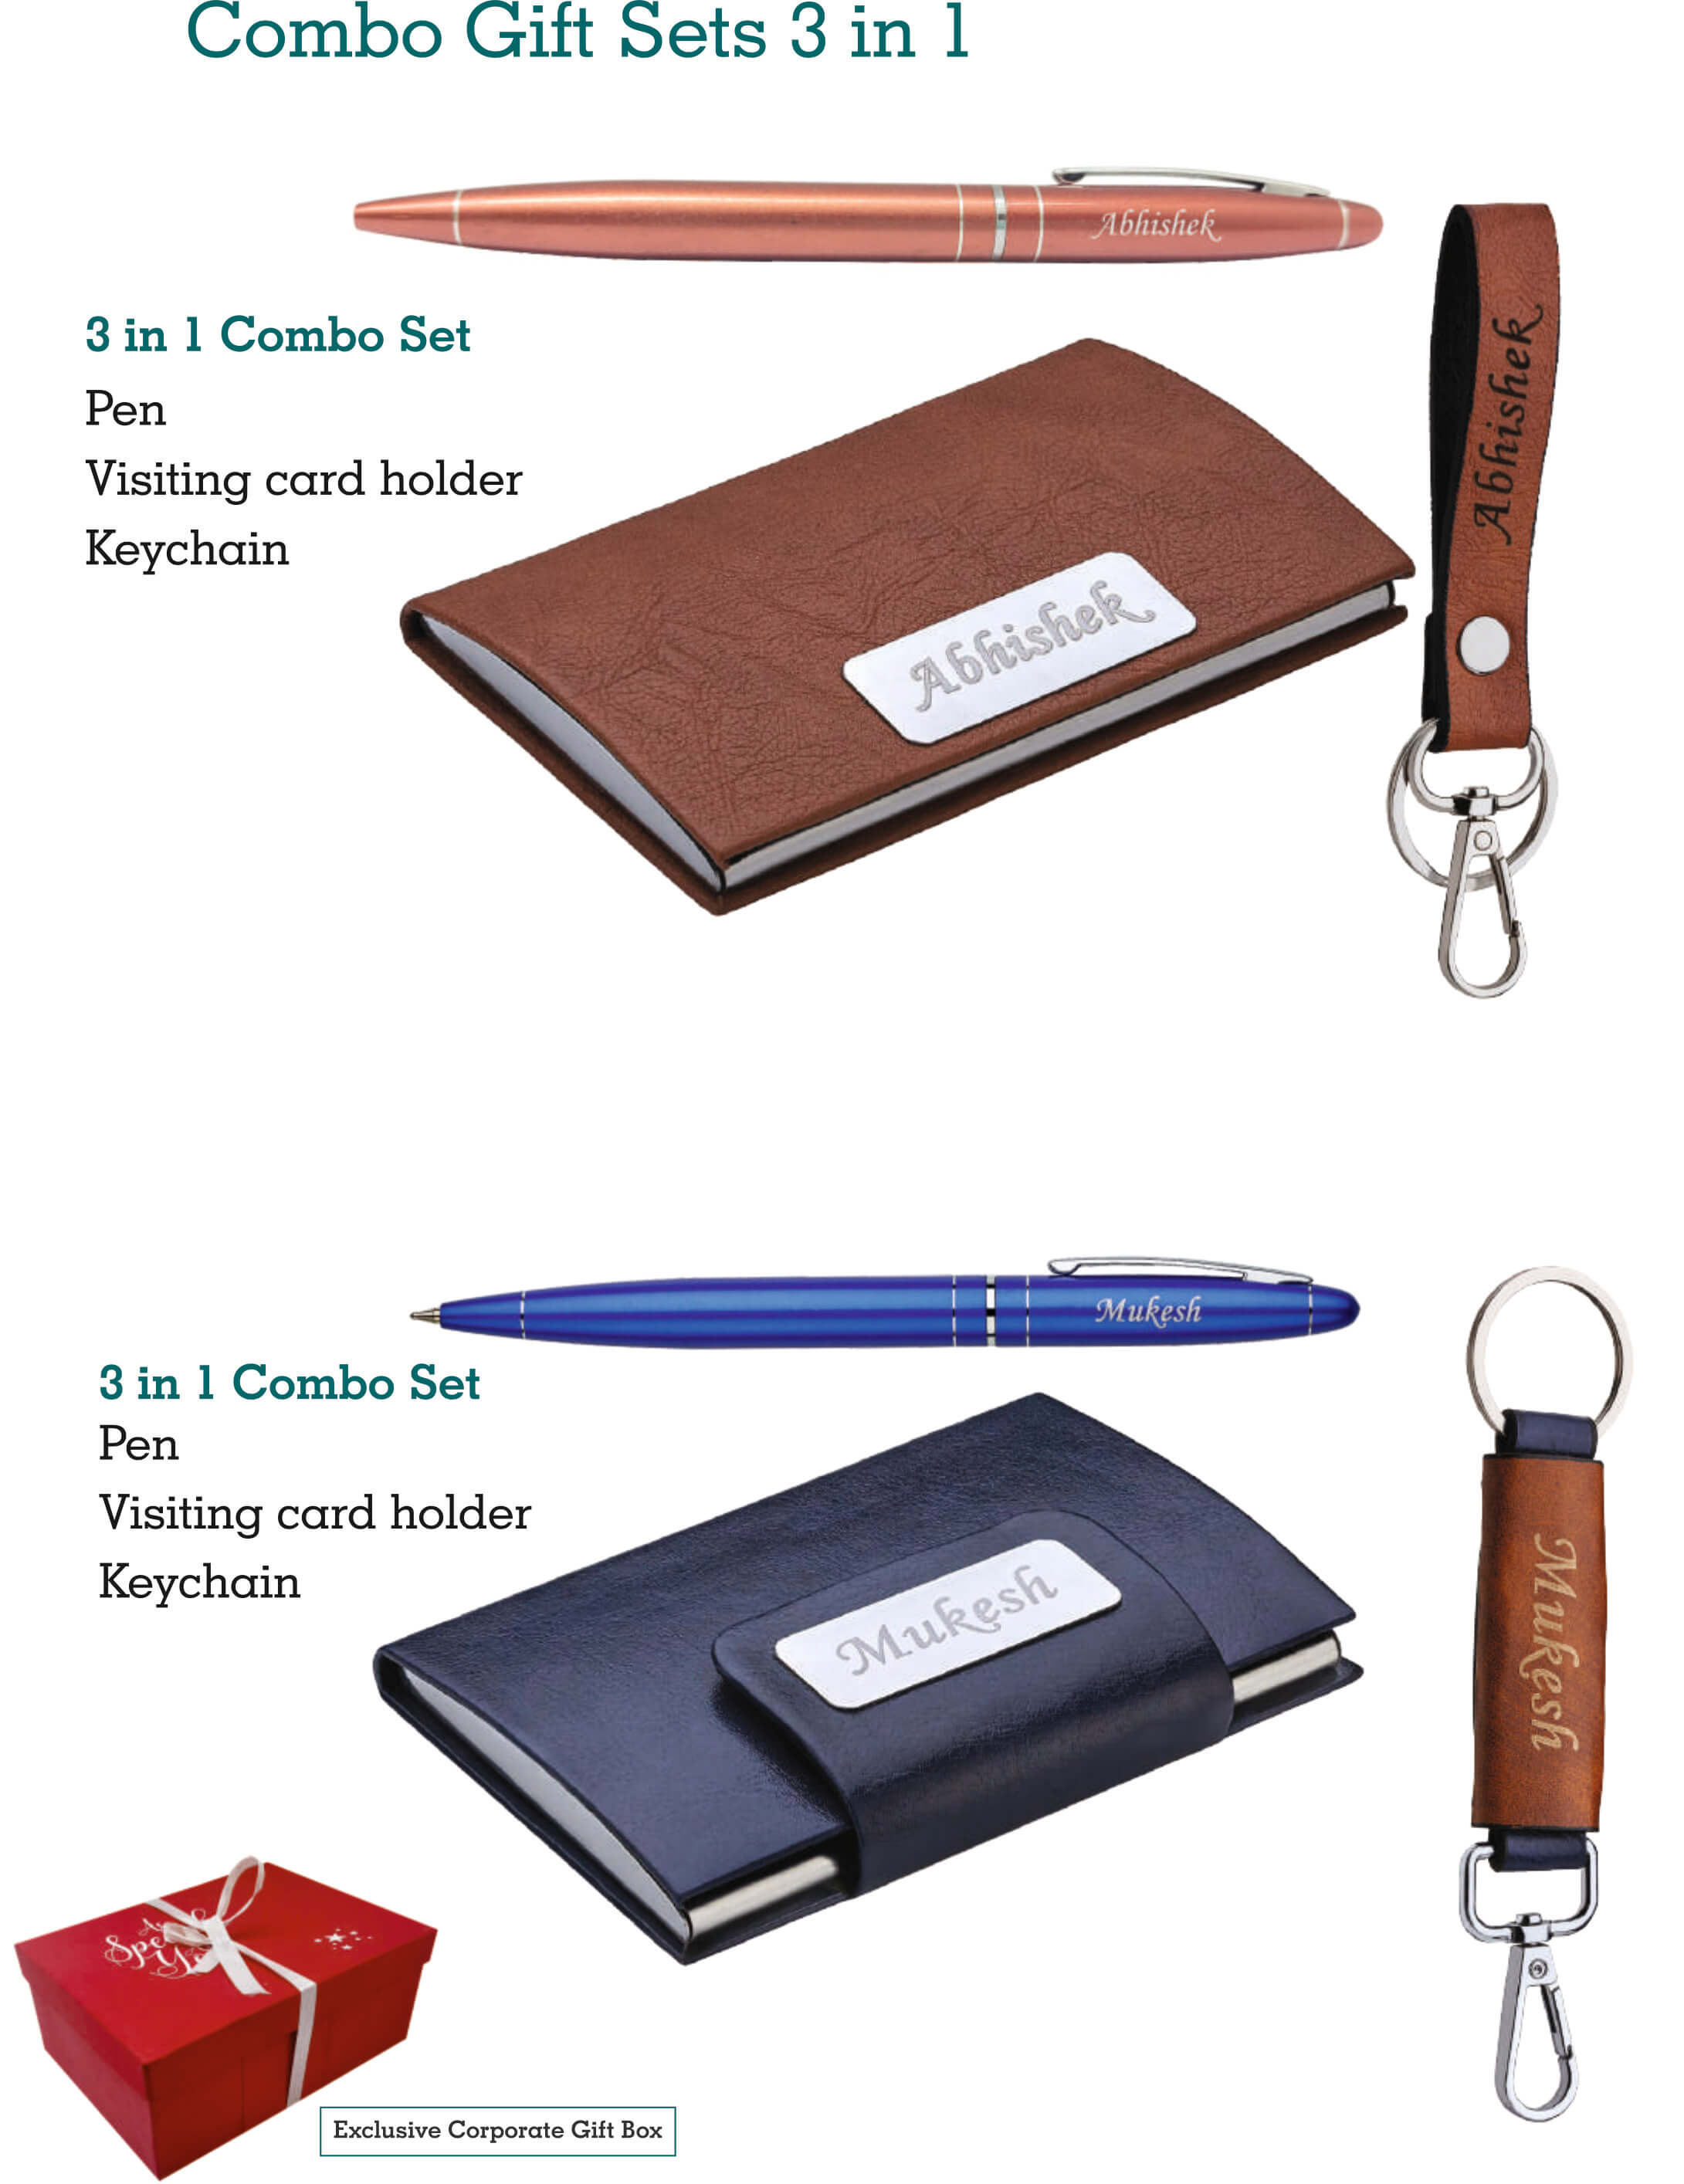 Combo Gift Sets 3 in 1
Abhishek
Abhishek
3 in 1 Combo Set
Pen
Visiting card holder
Keychain
Abhishek
Mukesh
3 in 1 Combo Set
Pen
Visiting card holder
Keychain
Mukesh
Mukesh
Exclusive Corporate Gift Box